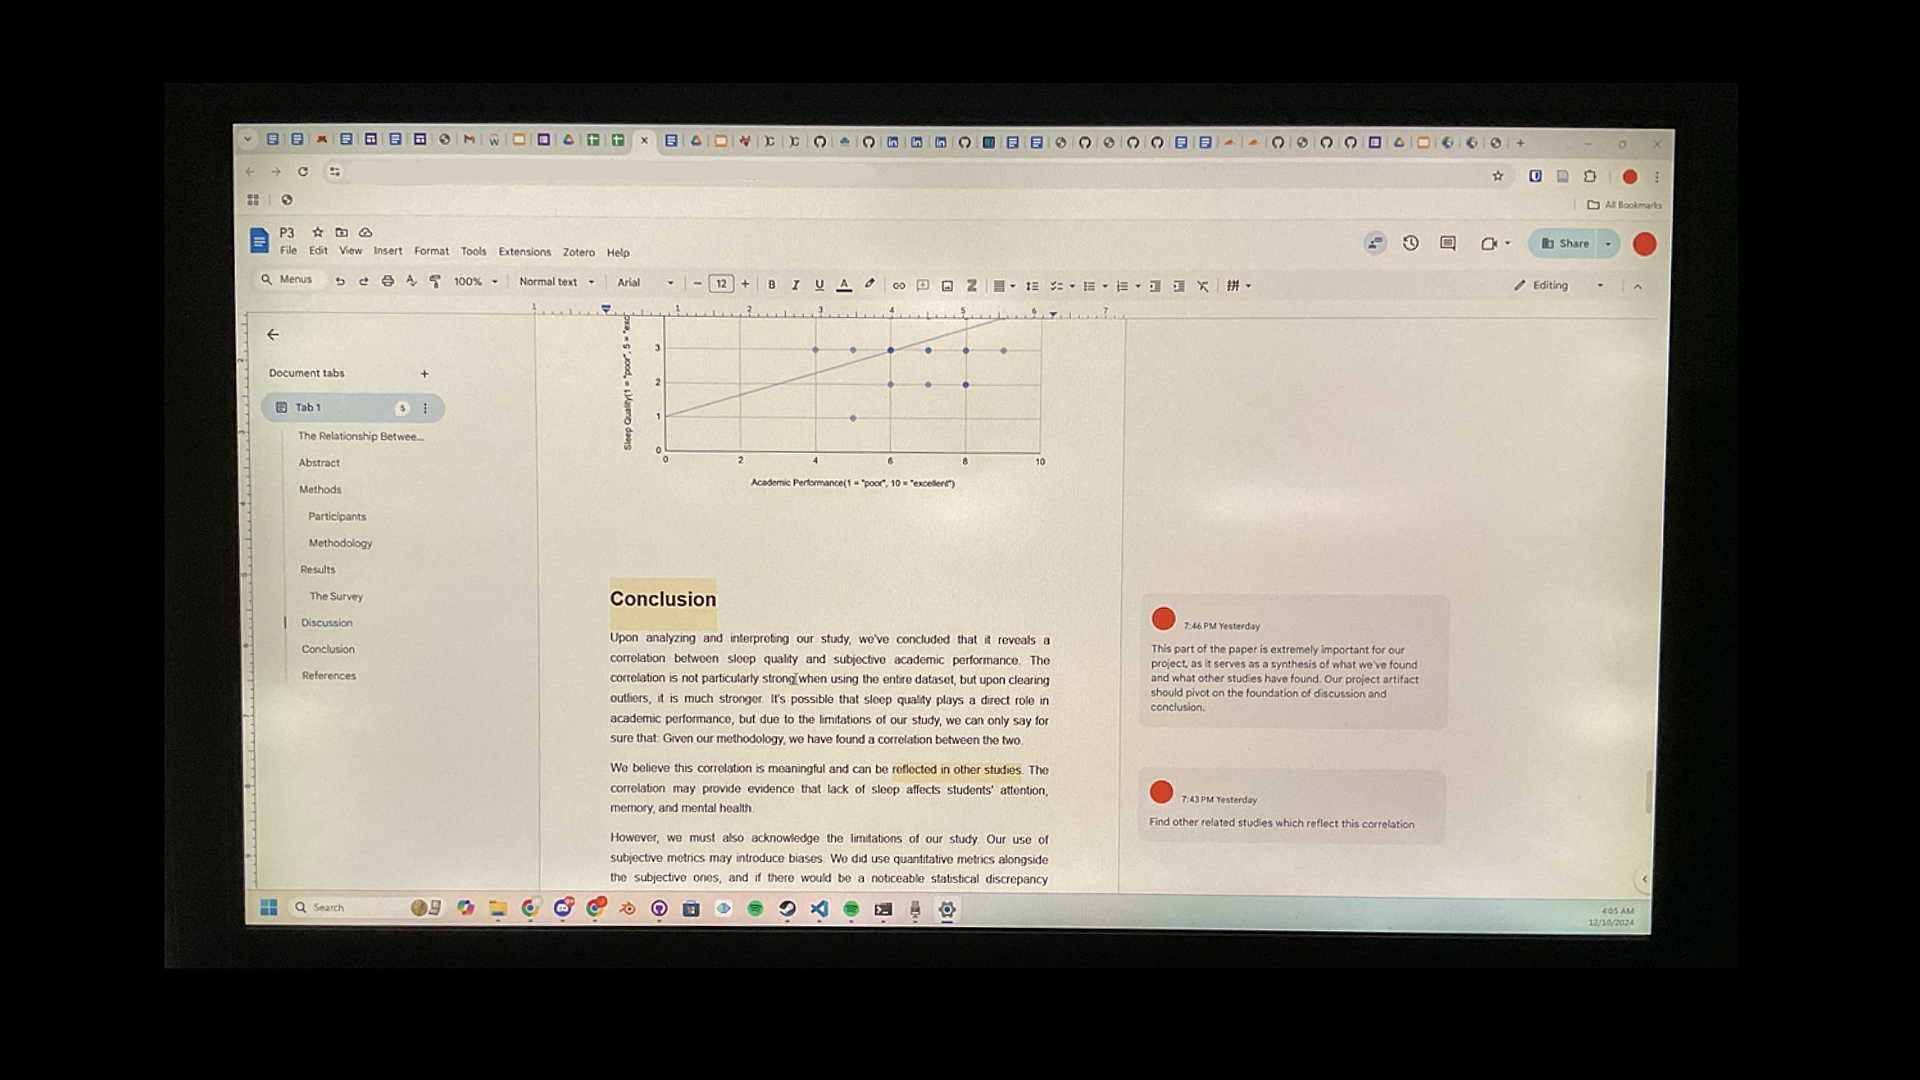 All Bookmarks
P3
File Edit View Insert Format Tools Extensions Zotero Help
Share
Menus 100% Normal text Arial 12 B I U A Editing
1 1 2 3 4 5 6 7
Document tabs
Tab 1 5
The Relationship Betwee...
Abstract
Methods
Participants
Methodology
Results
The Survey
Discussion
Conclusion
References
Sleep Quality(1 = "poor", 5 = "exc
3
2
1
0
0 2 4 6 8 10
Academic Performance(1 = "poor", 10 = "excellent")
Conclusion
Upon analyzing and interpreting our study, we've concluded that it reveals a
correlation between sleep quality and subjective academic performance. The
correlation is not particularly strong when using the entire dataset, but upon clearing
outliers, it is much stronger. It's possible that sleep quality plays a direct role in
academic performance, but due to the limitations of our study, we can only say for
sure that: Given our methodology, we have found a correlation between the two.
We believe this correlation is meaningful and can be reflected in other studies. The
correlation may provide evidence that lack of sleep affects students' attention,
memory, and mental health.
However, we must also acknowledge the limitations of our study. Our use of
subjective metrics may introduce biases. We did use quantitative metrics alongside
the subjective ones, and if there would be a noticeable statistical discrepancy
7:46 PM Yesterday
This part of the paper is extremely important for our
project, as it serves as a synthesis of what we've found
and what other studies have found. Our project artifact
should pivot on the foundation of discussion and
conclusion.
7:43 PM Yesterday
Find other related studies which reflect this correlation
Search
4:05 AM
12/10/2024